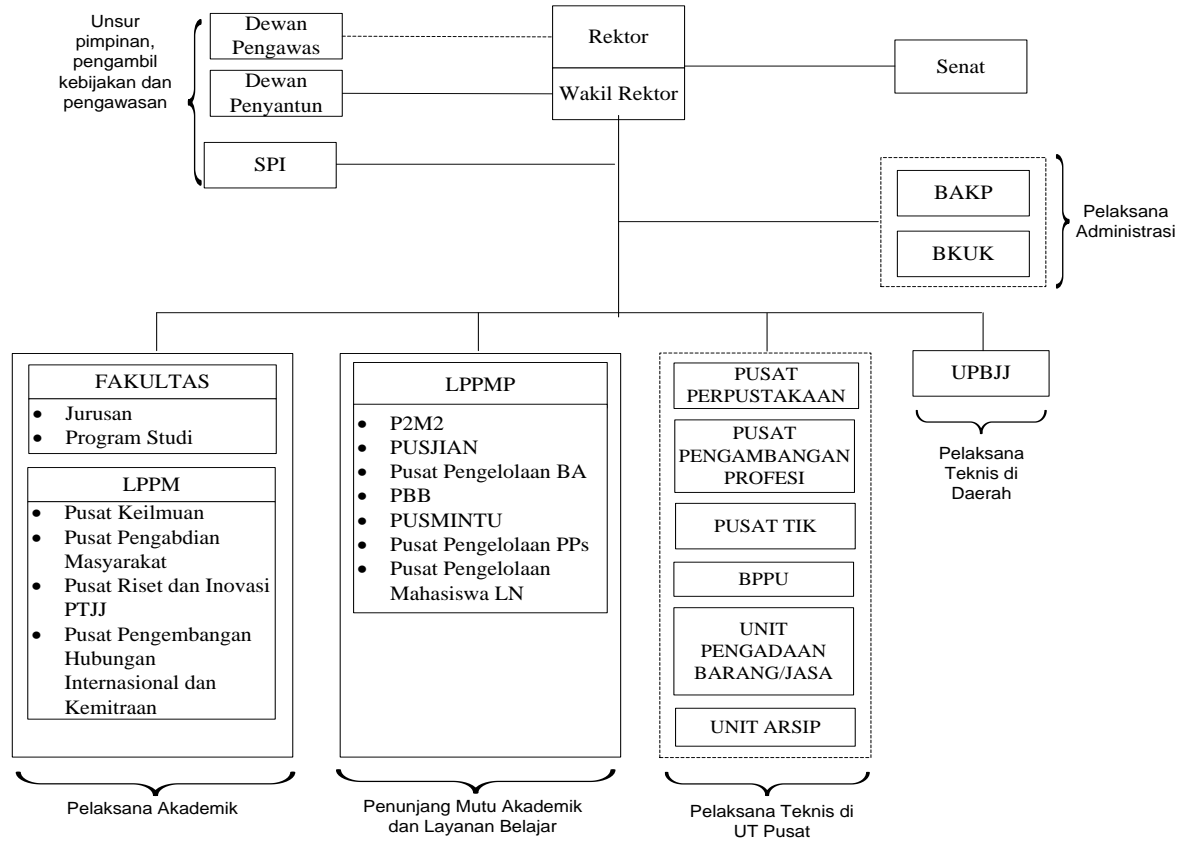 Unsur
pimpinan,
pengambil
kebijakan dan
pengawasan
Dewan
Pengawas
Dewan
Penyantun
SPI
Rektor
Wakil Rektor
Senat
BAKP
BKUK
Pelaksana
Administrasi
FAKULTAS
• Jurusan
• Program Studi
LPPM
• Pusat Keilmuan
• Pusat Pengabdian
Masyarakat
• Pusat Riset dan Inovasi
PTJJ
• Pusat Pengembangan
Hubungan
Internasional dan
Kemitraan
Pelaksana Akademik
LPPMP
• P2M2
• PUSJIAN
• Pusat Pengelolaan BA
• PBB
• PUSMINTU
• Pusat Pengelolaan PPs
• Pusat Pengelolaan
Mahasiswa LN
Penunjang Mutu Akademik
dan Layanan Belajar
PUSAT
PERPUSTAKAAN
PUSAT
PENGAMBANGAN
PROFESI
PUSAT TIK
BPPU
UNIT
PENGADAAN
BARANG/JASA
UNIT ARSIP
Pelaksana Teknis di
UT Pusat
UPBJJ
Pelaksana
Teknis di
Daerah